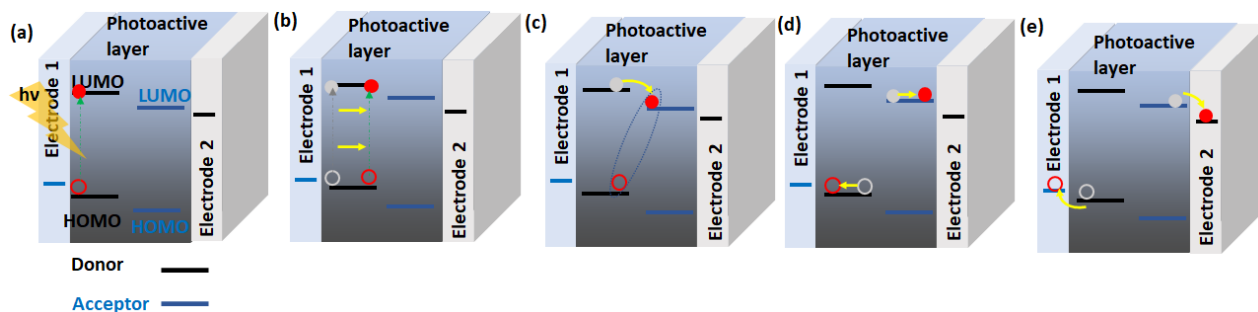 (a)
Photoactive
layer
LUMO
LUMO
hν
Electrode 1
Electrode 2
HOMO
HOMO
Donor
Acceptor
(b)
Photoactive
layer
Electrode 1
Electrode 2
(c)
Photoactive
layer
Electrode 1
Electrode 2
(d)
Photoactive
layer
Electrode 1
Electrode 2
(e)
Photoactive
layer
Electrode 1
Electrode 2